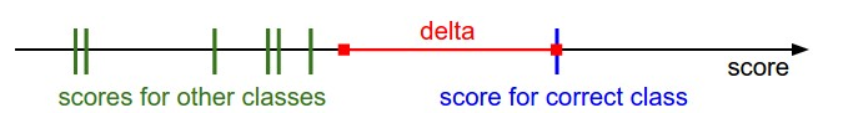 delta
score
scores for other classes
score for correct class